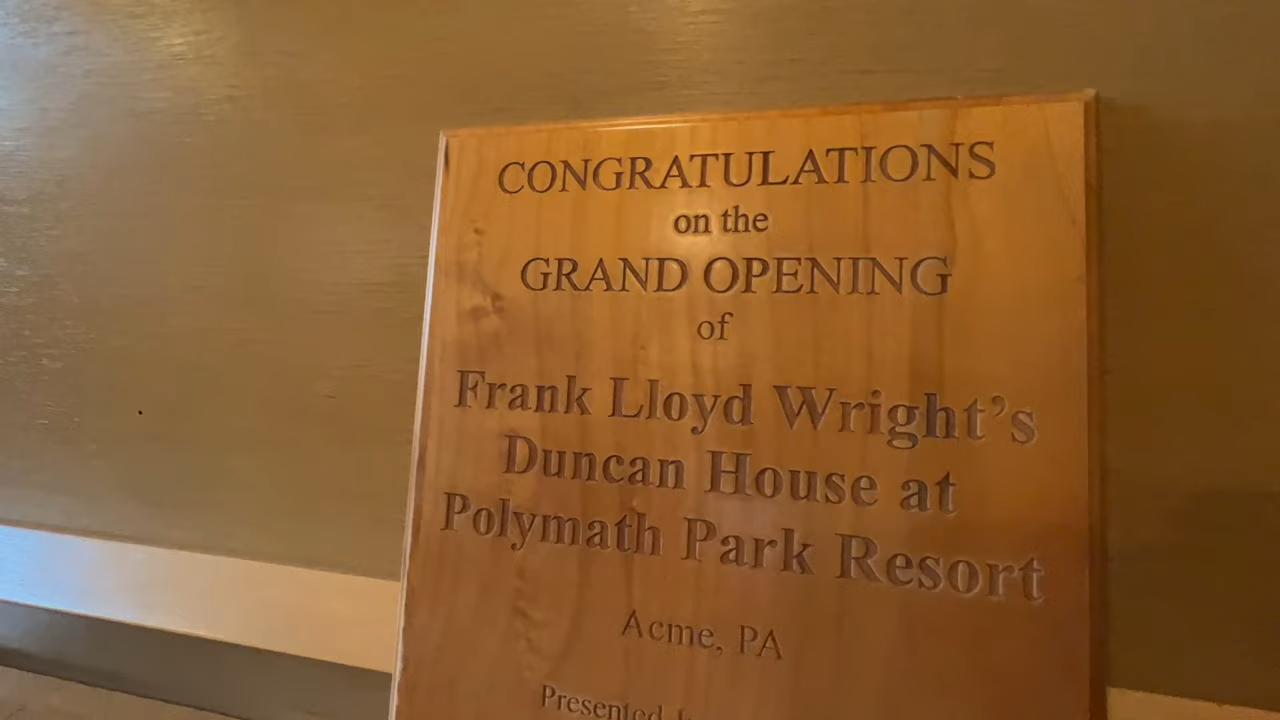 CONGRATULATIONS
on the
GRAND OPENING
of
Frank Lloyd Wright's
Duncan House at
Polymath Park Resort
Acme, PA
Presented